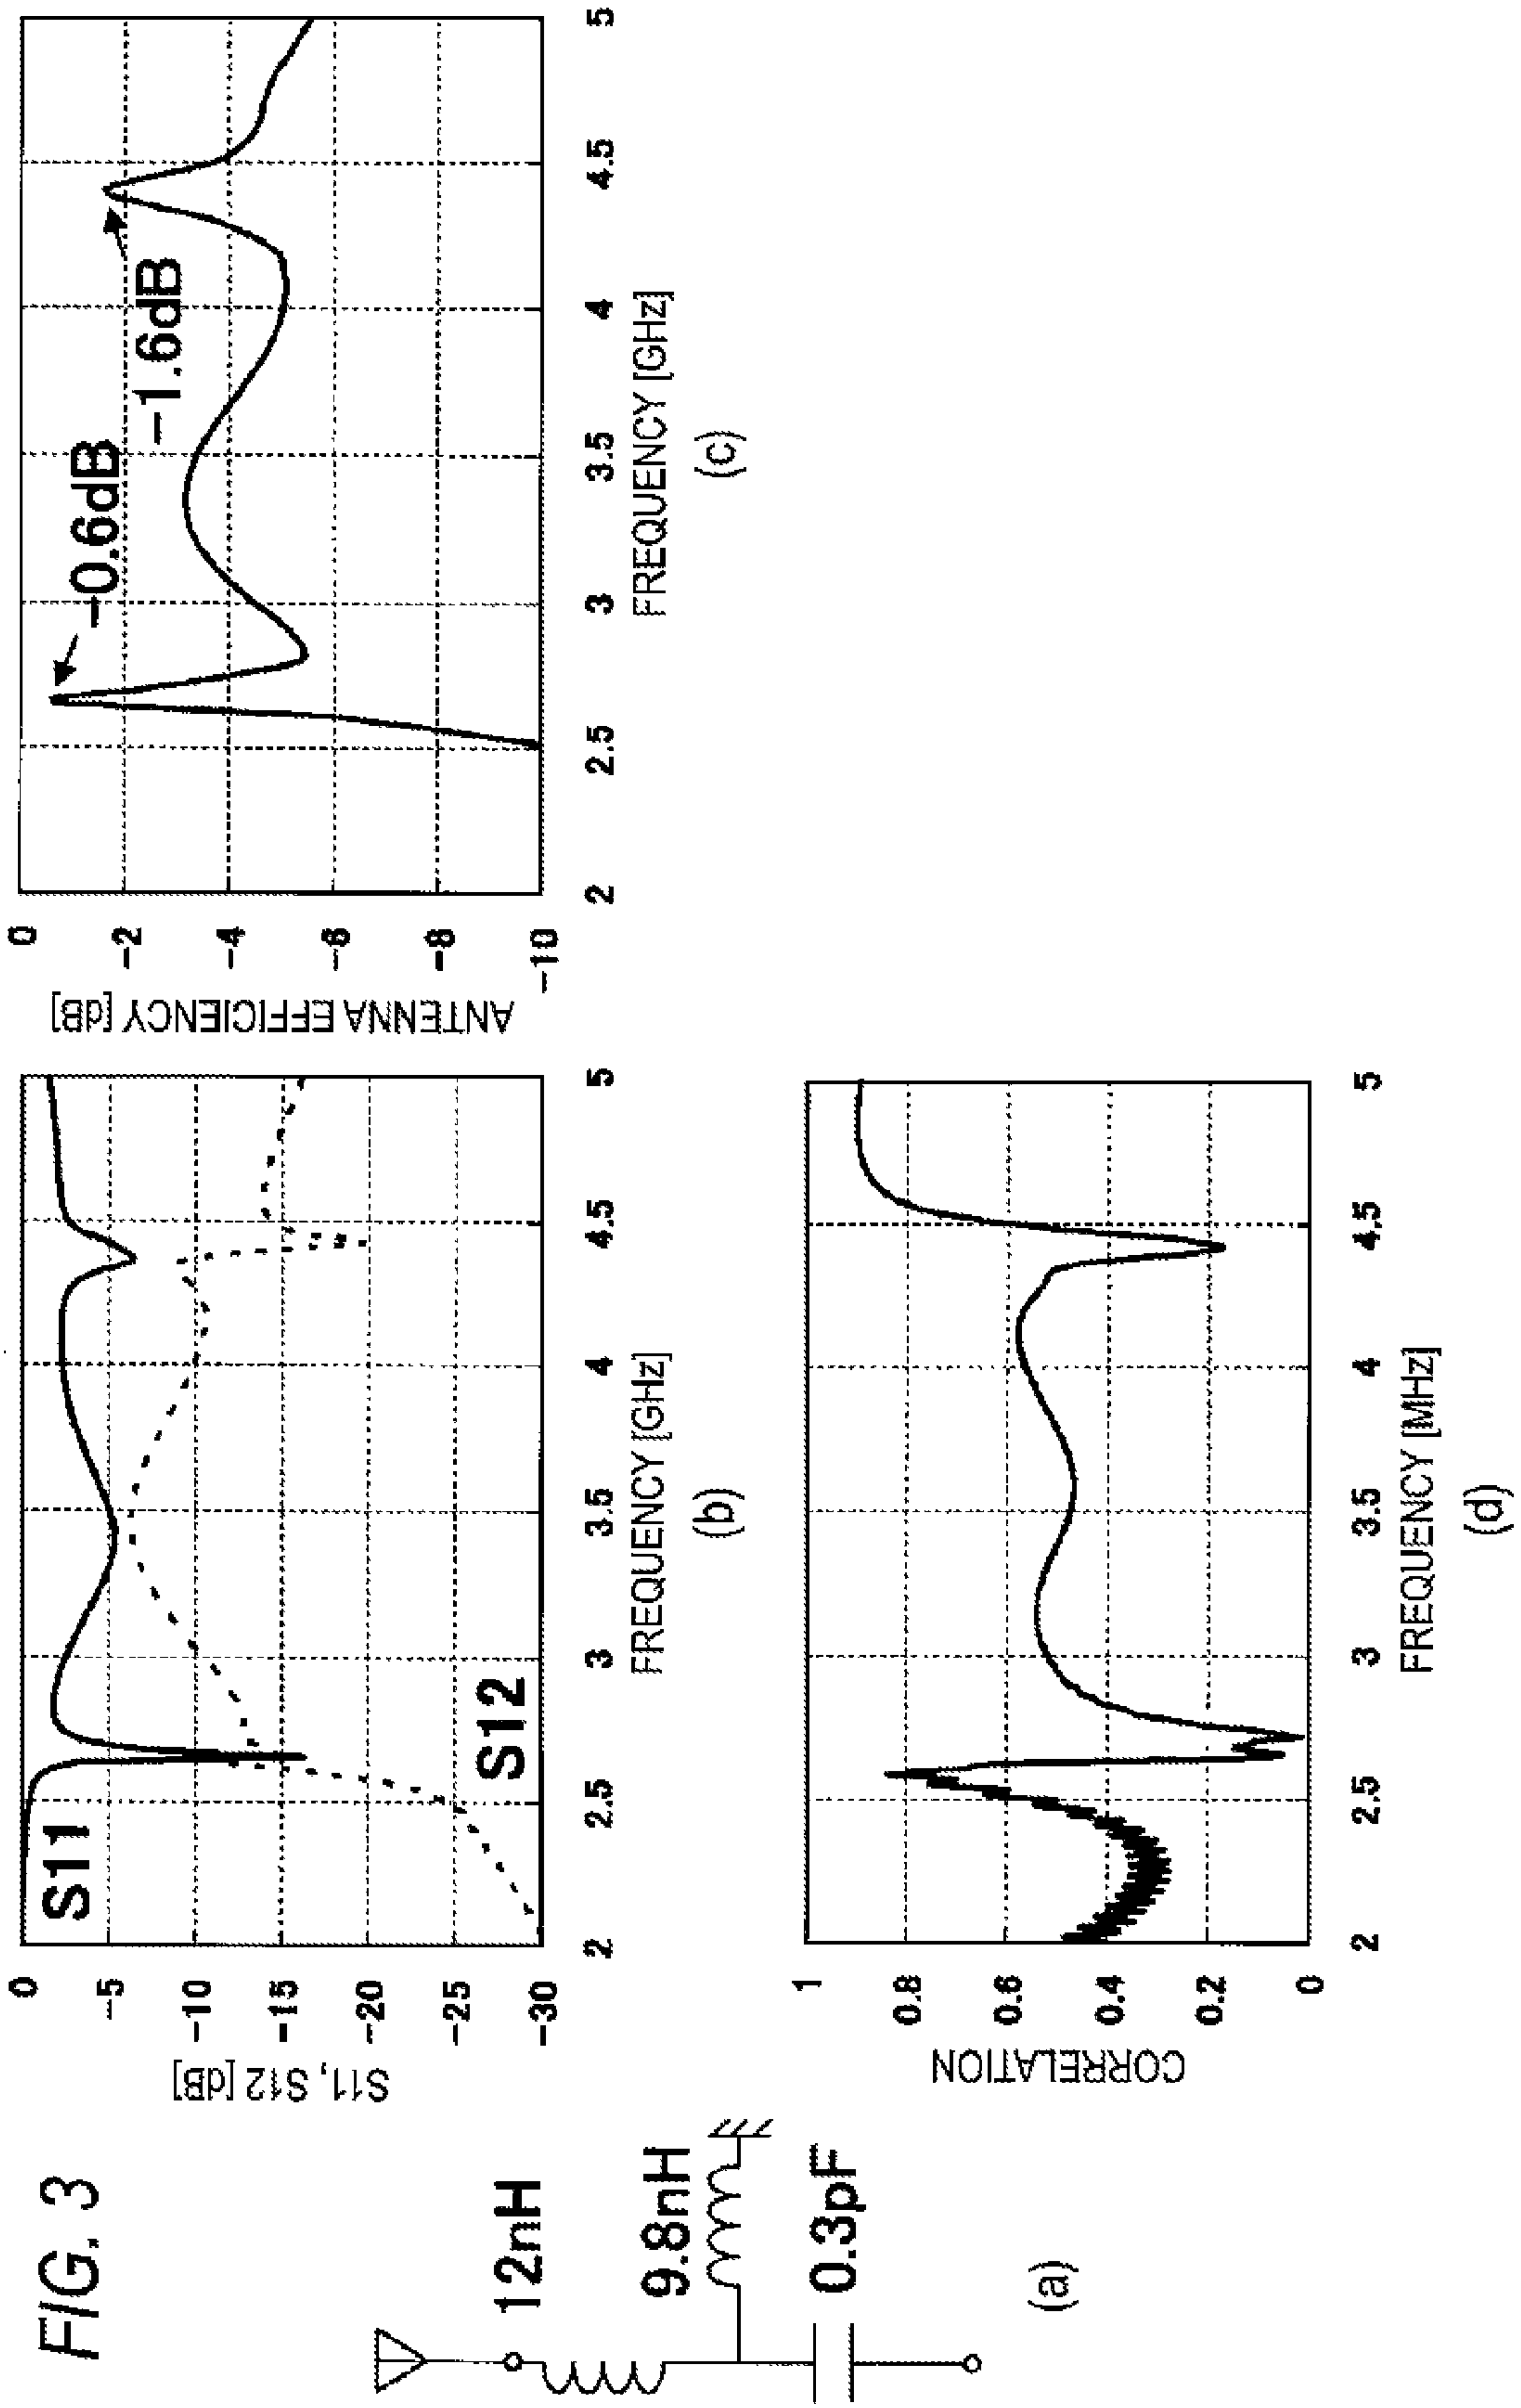 FIG. 3
12nH
9.8nH
0.3pF
(a)
S11, S12 [dB]
0
-5
-10
-15
-20
-25
-30
S11
S12
2
2.5
3
3.5
4
4.5
5
FREQUENCY [GHz]
(b)
ANTENNA EFFICIENCY [dB]
0
-2
-4
-6
-8
-10
-0.6dB
-1.6dB
2
2.5
3
3.5
4
4.5
5
FREQUENCY [GHz]
(c)
CORRELATION
1
0.8
0.6
0.4
0.2
0
2
2.5
3
3.5
4
4.5
5
FREQUENCY [MHz]
(d)